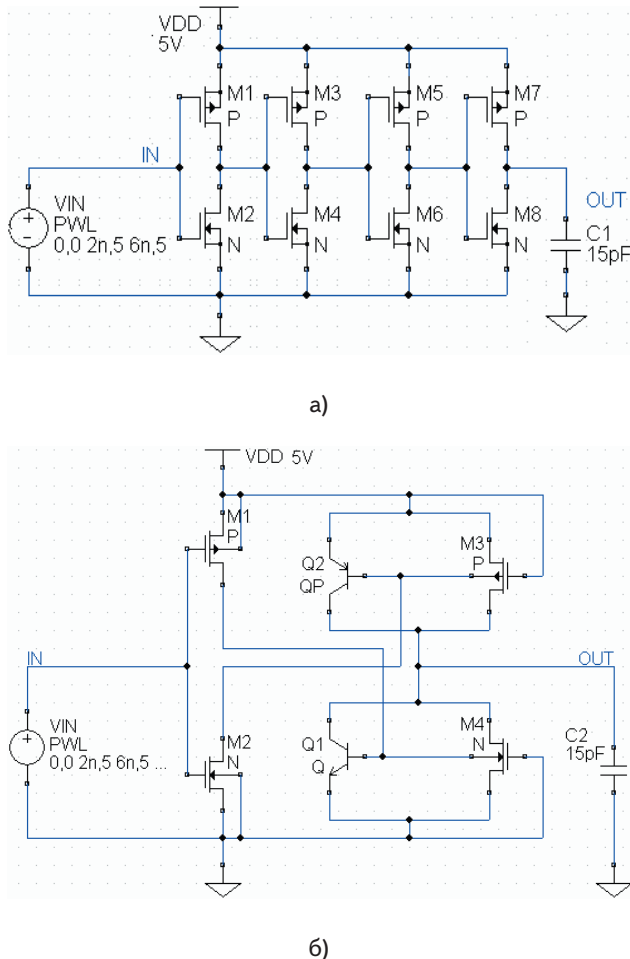 VDD
5V
M1
P
M3
P
M5
P
M7
P
IN
VIN
PWL
0,0 2n,5 6n,5
M2
N
M4
N
M6
N
M8
N
OUT
C1
15pF
а)
VDD 5V
M1
P
Q2
QP
M3
P
IN
OUT
VIN
PWL
0,0 2n,5 6n,5 ...
M2
N
Q1
Q
M4
N
C2
15pF
б)